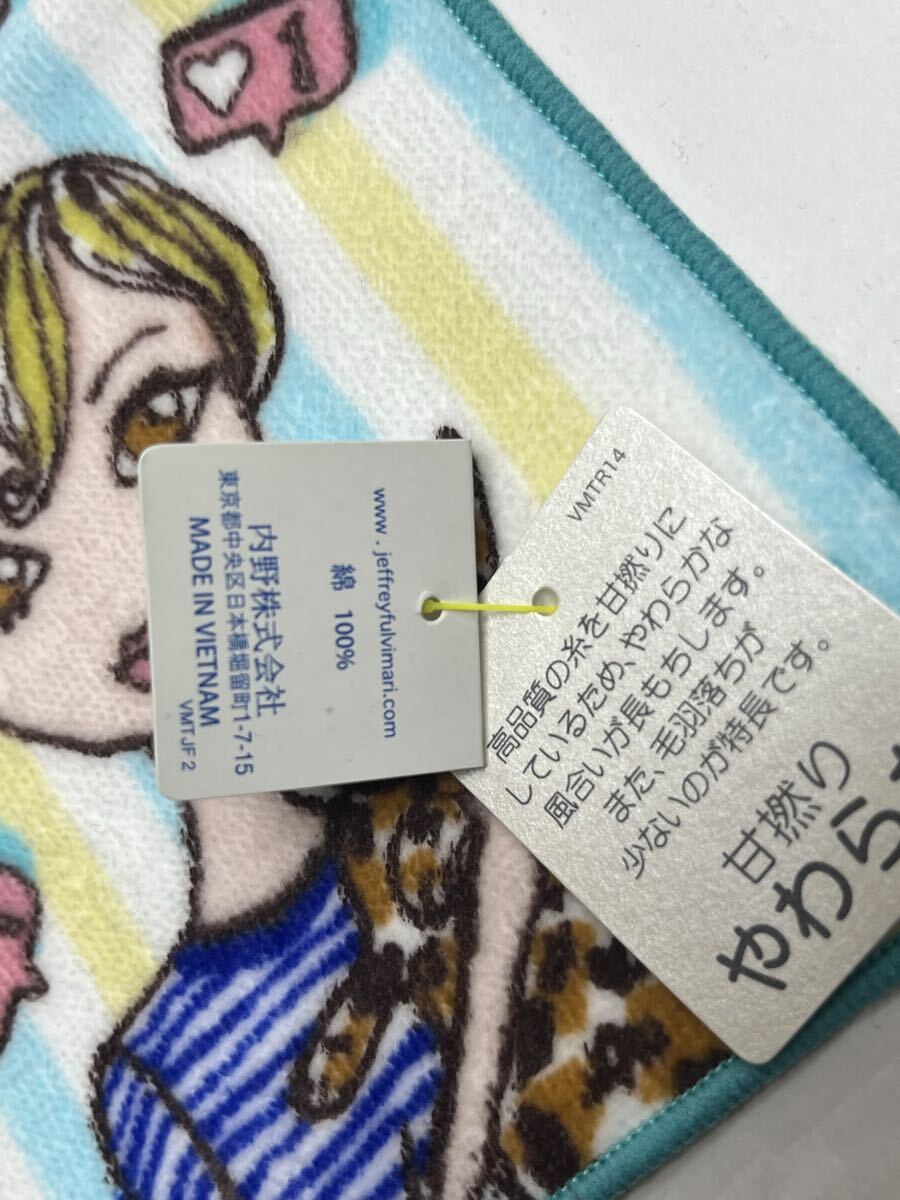 1
www.jeffreyfulvimari.com
綿 100%
内野株式会社
東京都中央区日本橋堀留町1-7-15
MADE IN VIETNAM
VMTJF2
VMTR14
高品質の糸を甘撚りに
しているため、やわらかな
風合いが長もちします。
また、毛羽落ちが
少ないのが特長です。
甘撚り
やわら